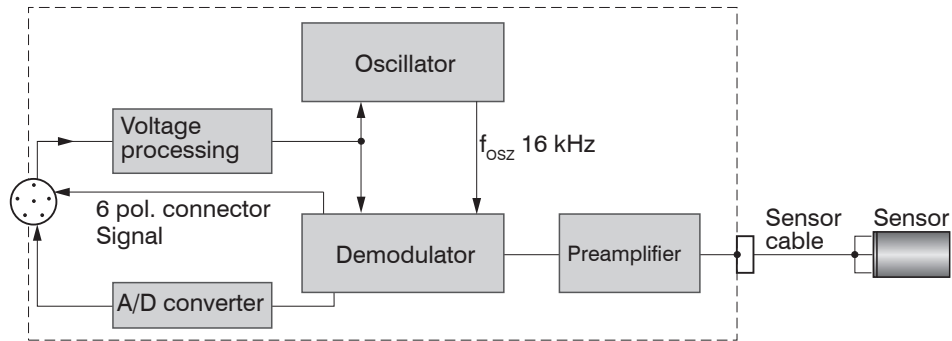 Oscillator
Voltage
processing
f_OSZ 16 kHz
6 pol. connector
Signal
Demodulator
Preamplifier
Sensor
cable
Sensor
A/D converter